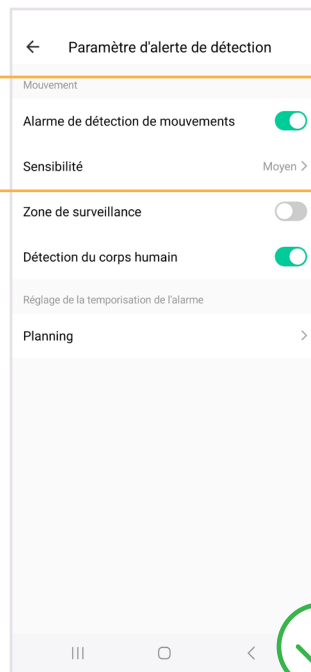 Paramètre d'alerte de détection
Mouvement
Alarme de détection de mouvements
Sensibilité Moyen
Zone de surveillance
Détection du corps humain
Réglage de la temporisation de l'alarme
Planning